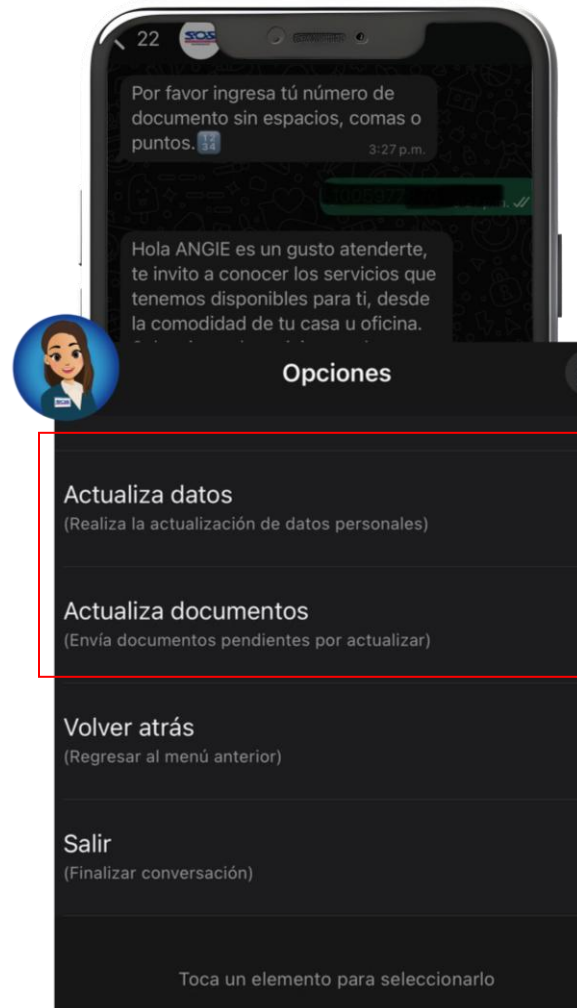 22
SOS
Por favor ingresa tú número de
documento sin espacios, comas o
puntos.
3:27 p.m.
Hola ANGIE es un gusto atenderte,
te invito a conocer los servicios que
tenemos disponibles para ti, desde
la comodidad de tu casa u oficina.
Opciones
Actualiza datos
(Realiza la actualización de datos personales)
Actualiza documentos
(Envía documentos pendientes por actualizar)
Volver atrás
(Regresar al menú anterior)
Salir
(Finalizar conversación)
Toca un elemento para seleccionarlo